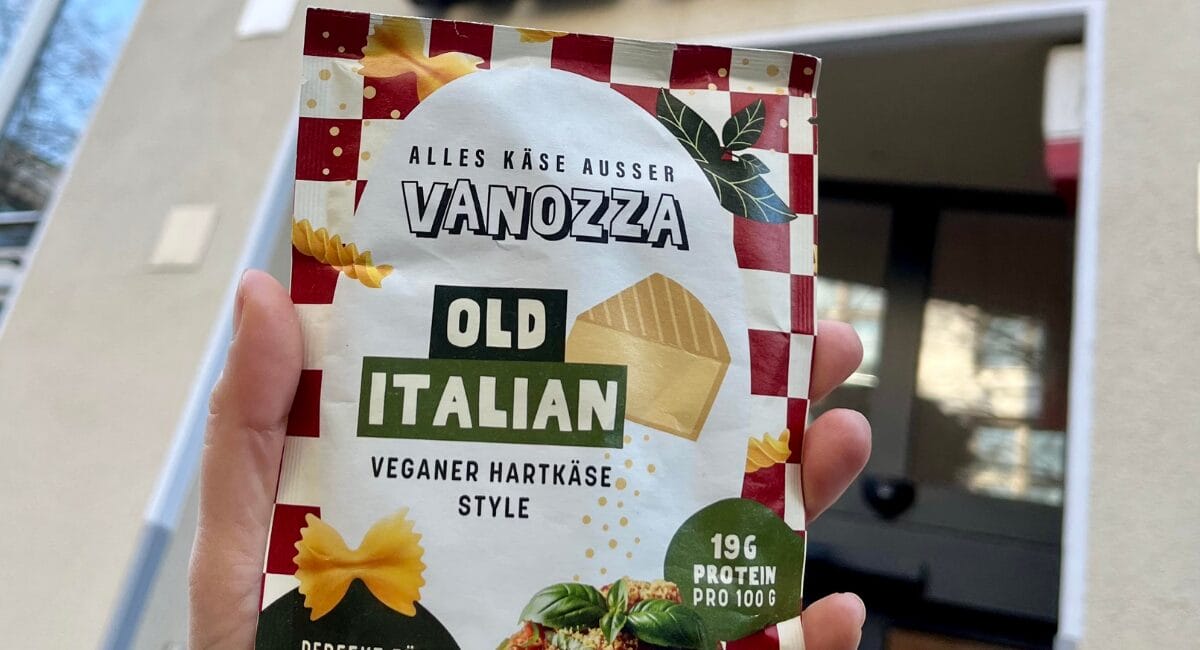 ALLES KÄSE AUSSER
VANOZZA
OLD
ITALIAN
VEGANER HARTKÄSE
STYLE
19G
PROTEIN
PRO 100 G